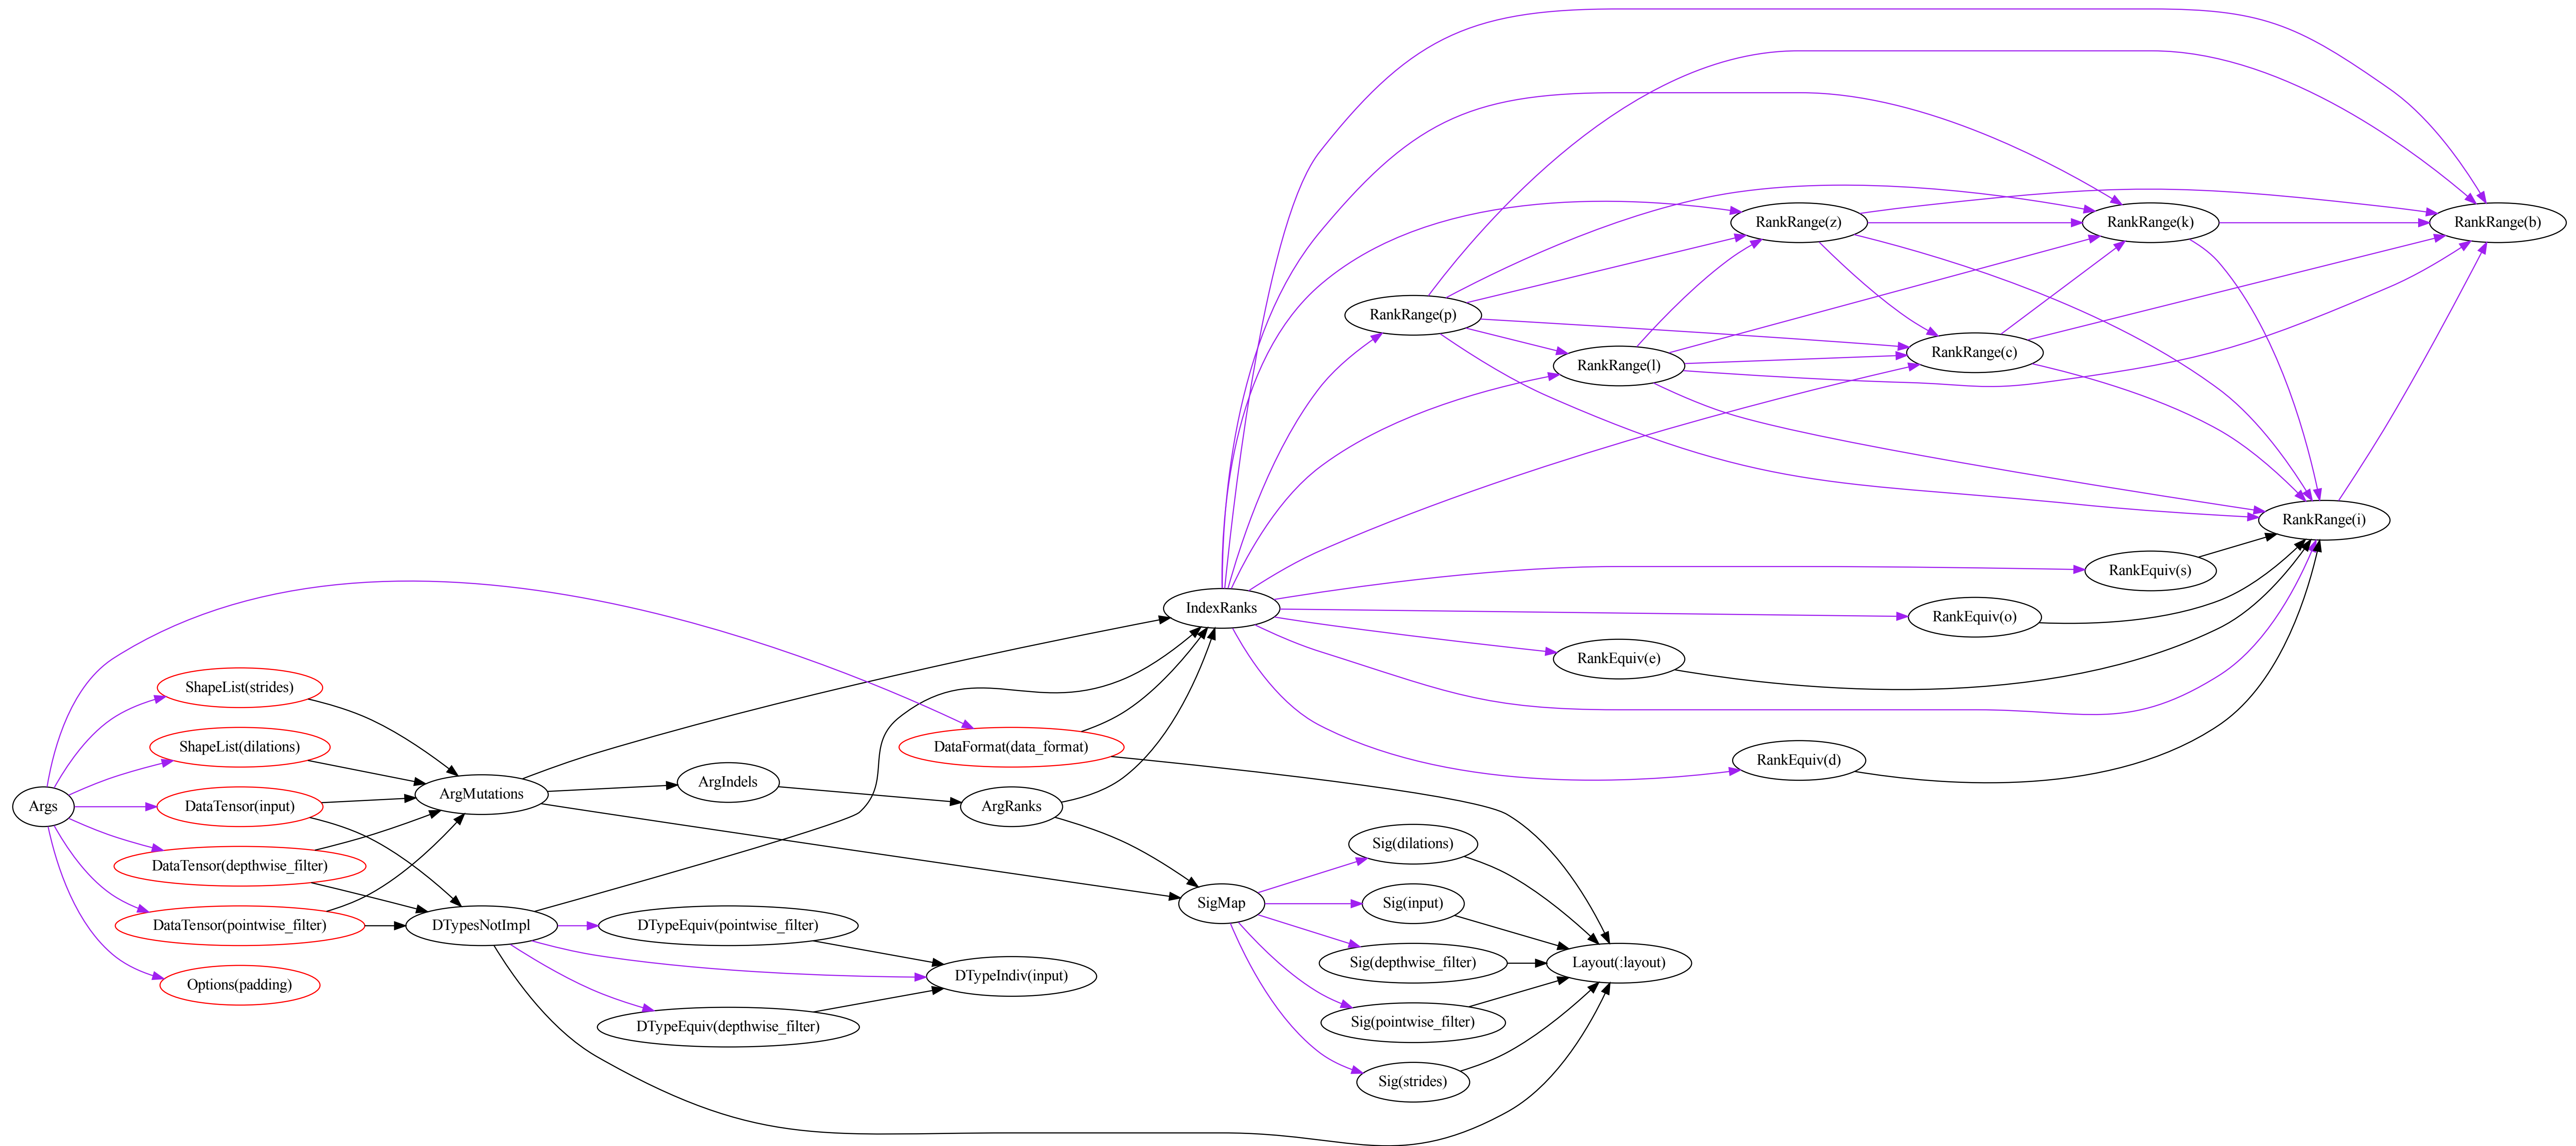 RankRange(z)
RankRange(k)
RankRange(b)
RankRange(p)
RankRange(c)
RankRange(l)
RankRange(i)
RankEquiv(s)
IndexRanks
RankEquiv(o)
RankEquiv(e)
ShapeList(strides)
ShapeList(dilations)
DataFormat(data_format)
RankEquiv(d)
ArgIndels
ArgMutations
Args
DataTensor(input)
ArgRanks
Sig(dilations)
DataTensor(depthwise_filter)
SigMap
Sig(input)
DataTensor(pointwise_filter)
DTypesNotImpl
DTypeEquiv(pointwise_filter)
Sig(depthwise_filter)
Layout(:layout)
DTypeIndiv(input)
Options(padding)
Sig(pointwise_filter)
DTypeEquiv(depthwise_filter)
Sig(strides)